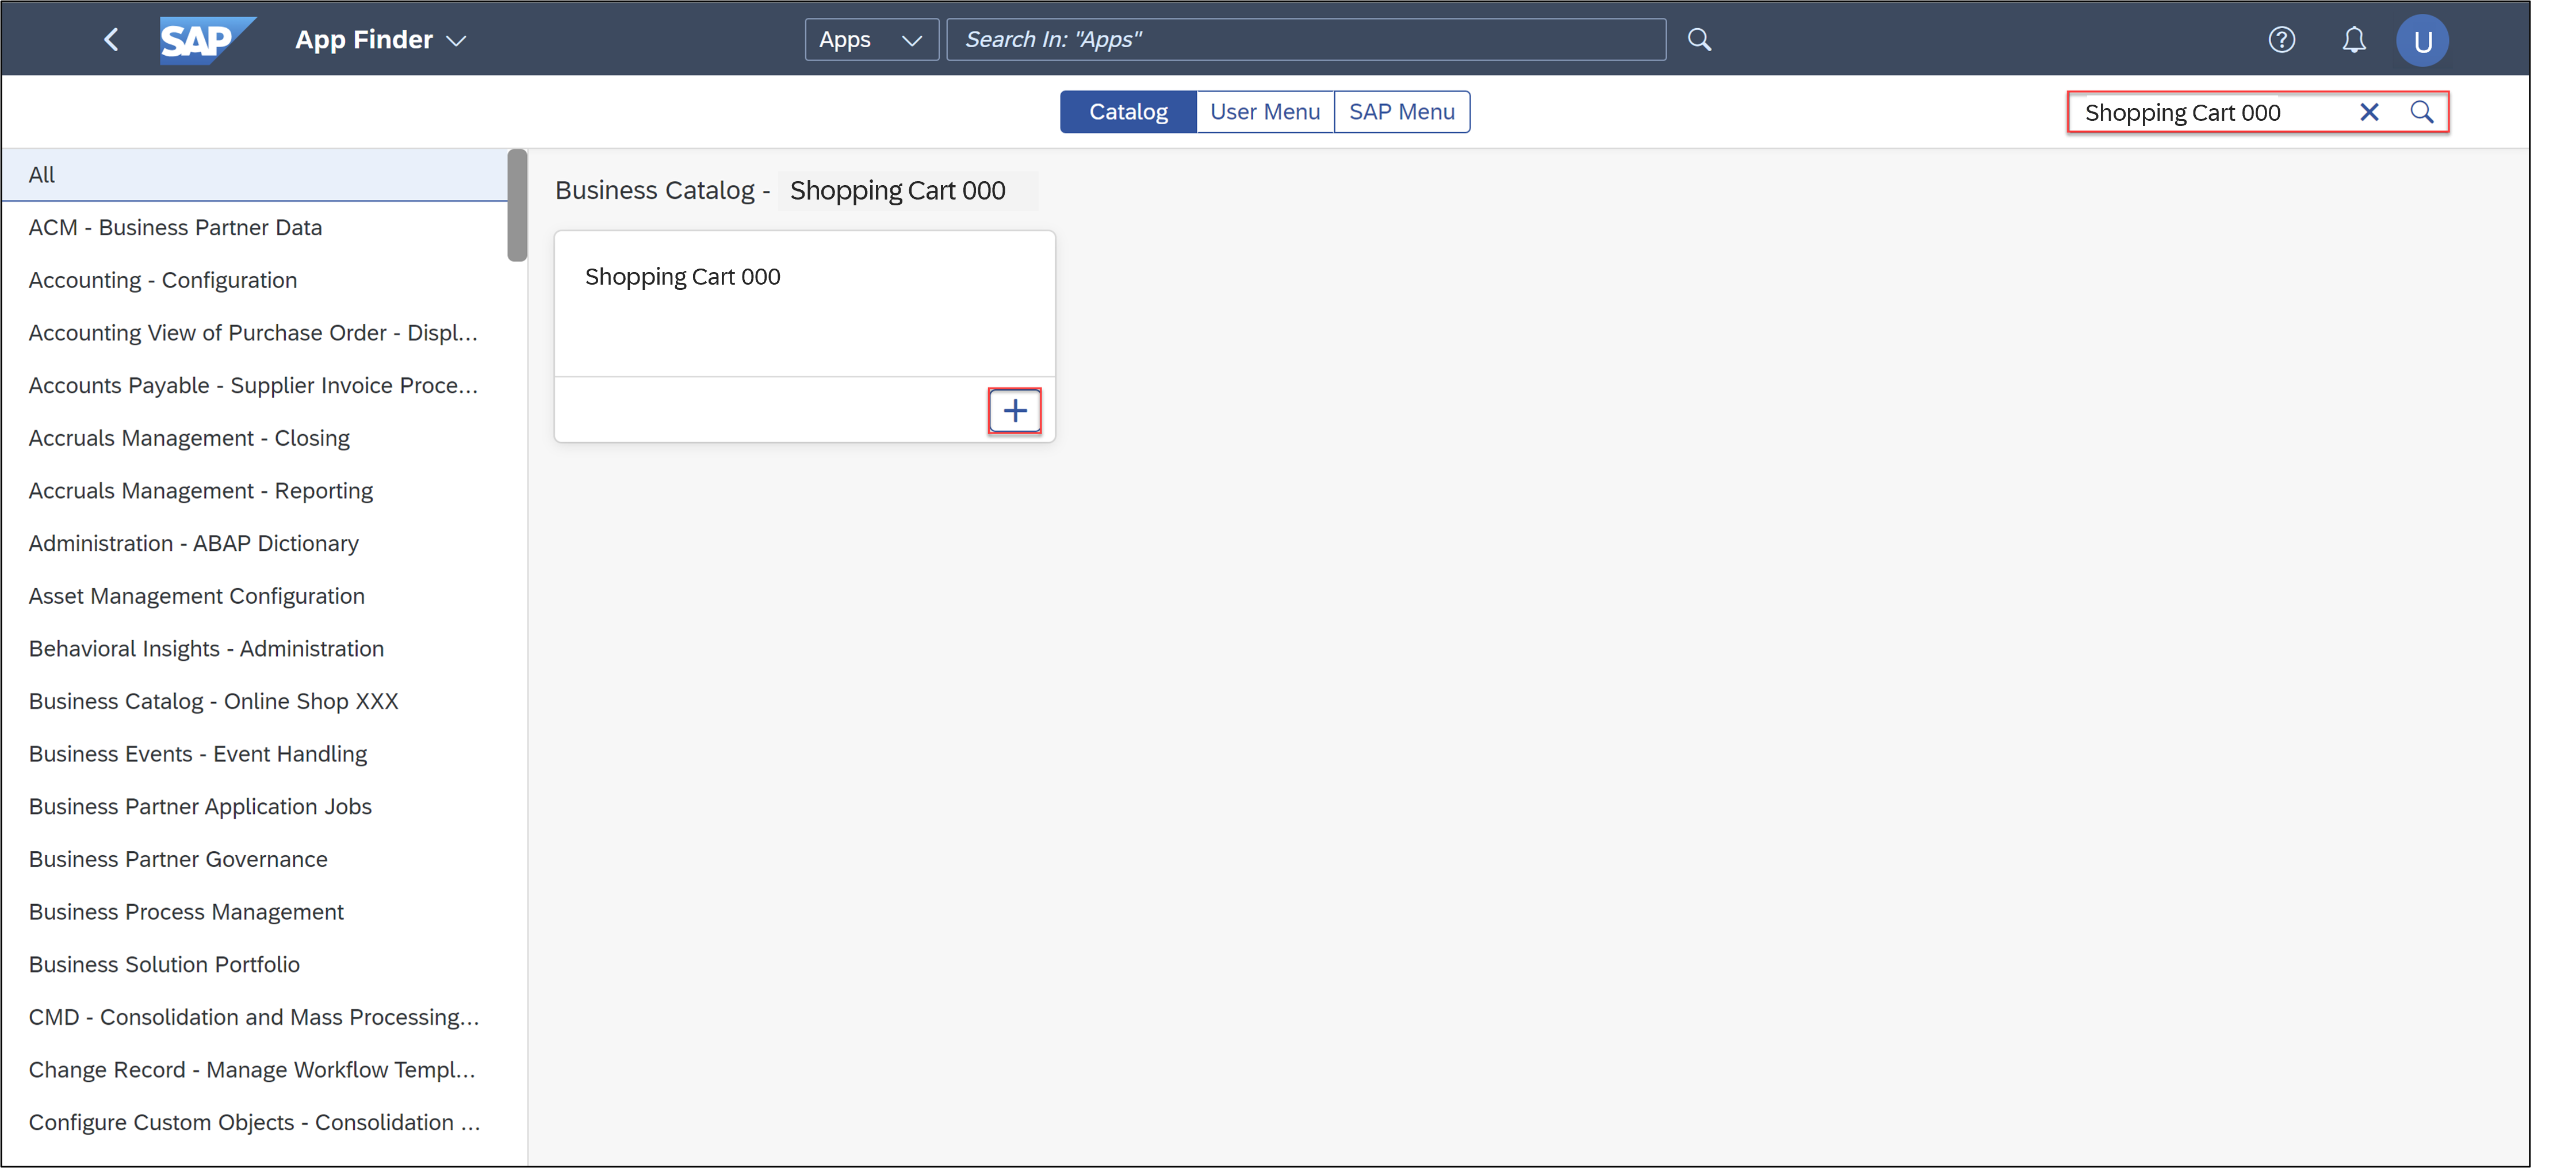 SAP App Finder Apps Search In: "Apps" U
Catalog User Menu SAP Menu Shopping Cart 000
All
ACM - Business Partner Data
Accounting - Configuration
Accounting View of Purchase Order - Displ...
Accounts Payable - Supplier Invoice Proce...
Accruals Management - Closing
Accruals Management - Reporting
Administration - ABAP Dictionary
Asset Management Configuration
Behavioral Insights - Administration
Business Catalog - Online Shop XXX
Business Events - Event Handling
Business Partner Application Jobs
Business Partner Governance
Business Process Management
Business Solution Portfolio
CMD - Consolidation and Mass Processing...
Change Record - Manage Workflow Templ...
Configure Custom Objects - Consolidation ...
Business Catalog - Shopping Cart 000
Shopping Cart 000